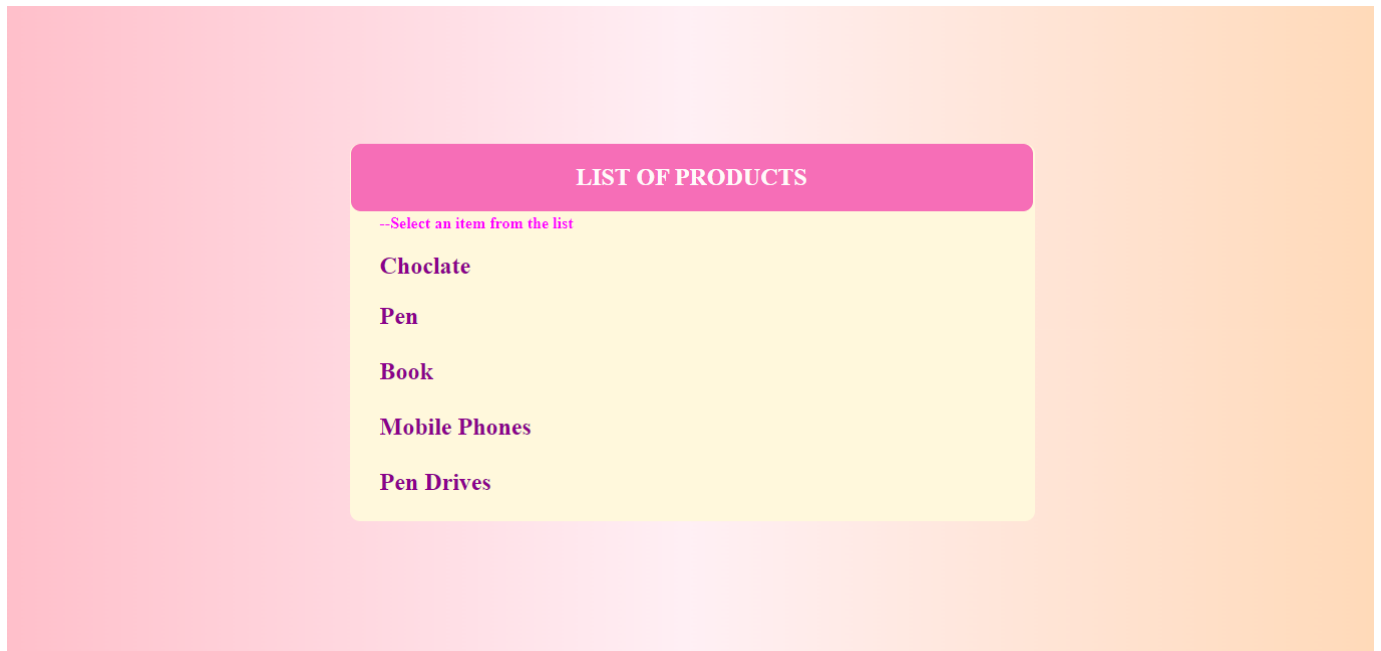 LIST OF PRODUCTS
--Select an item from the list
Choclate
Pen
Book
Mobile Phones
Pen Drives